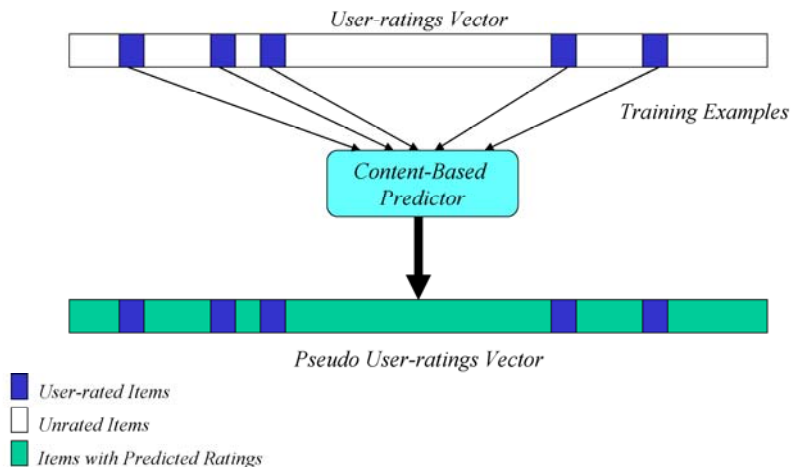 User-ratings Vector
Training Examples
Content-Based
Predictor
Pseudo User-ratings Vector
User-rated Items
Unrated Items
Items with Predicted Ratings